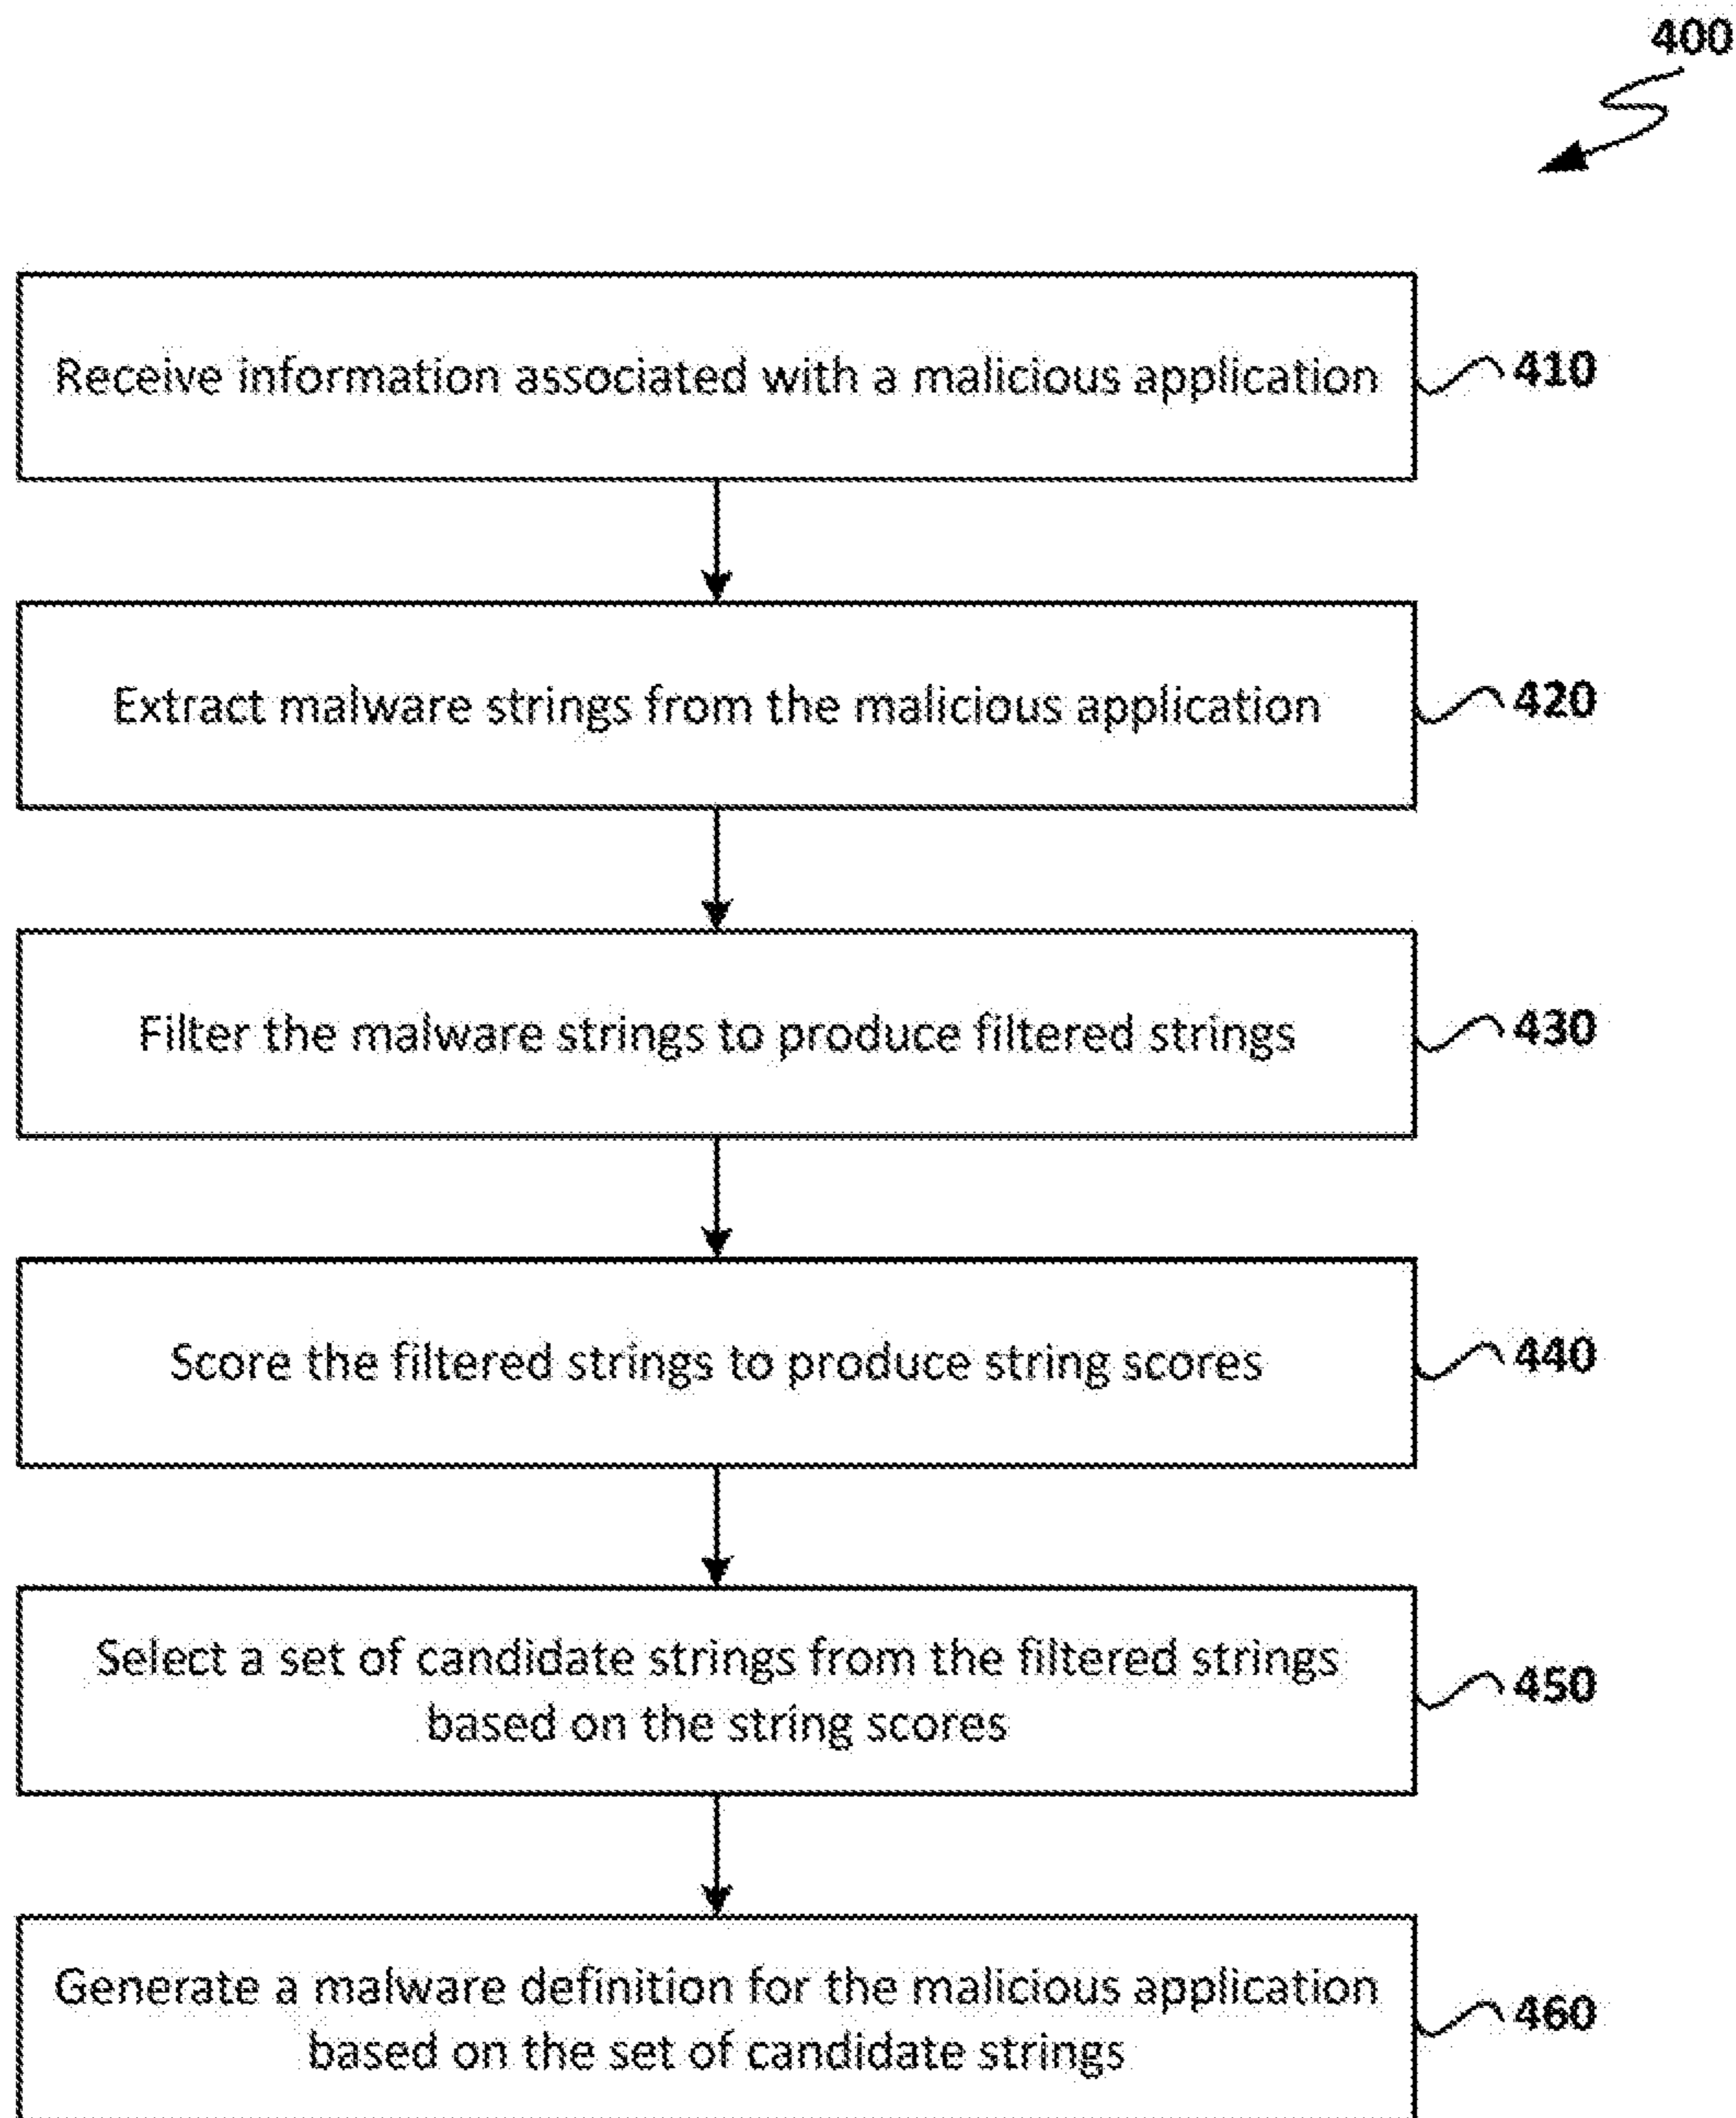 400
Receive information associated with a malicious application
410
Extract malware strings from the malicious application
420
Filter the malware strings to produce filtered strings
430
Score the filtered strings to produce string scores
440
Select a set of candidate strings from the filtered strings
based on the string scores
450
Generate a malware definition for the malicious application
based on the set of candidate strings
460